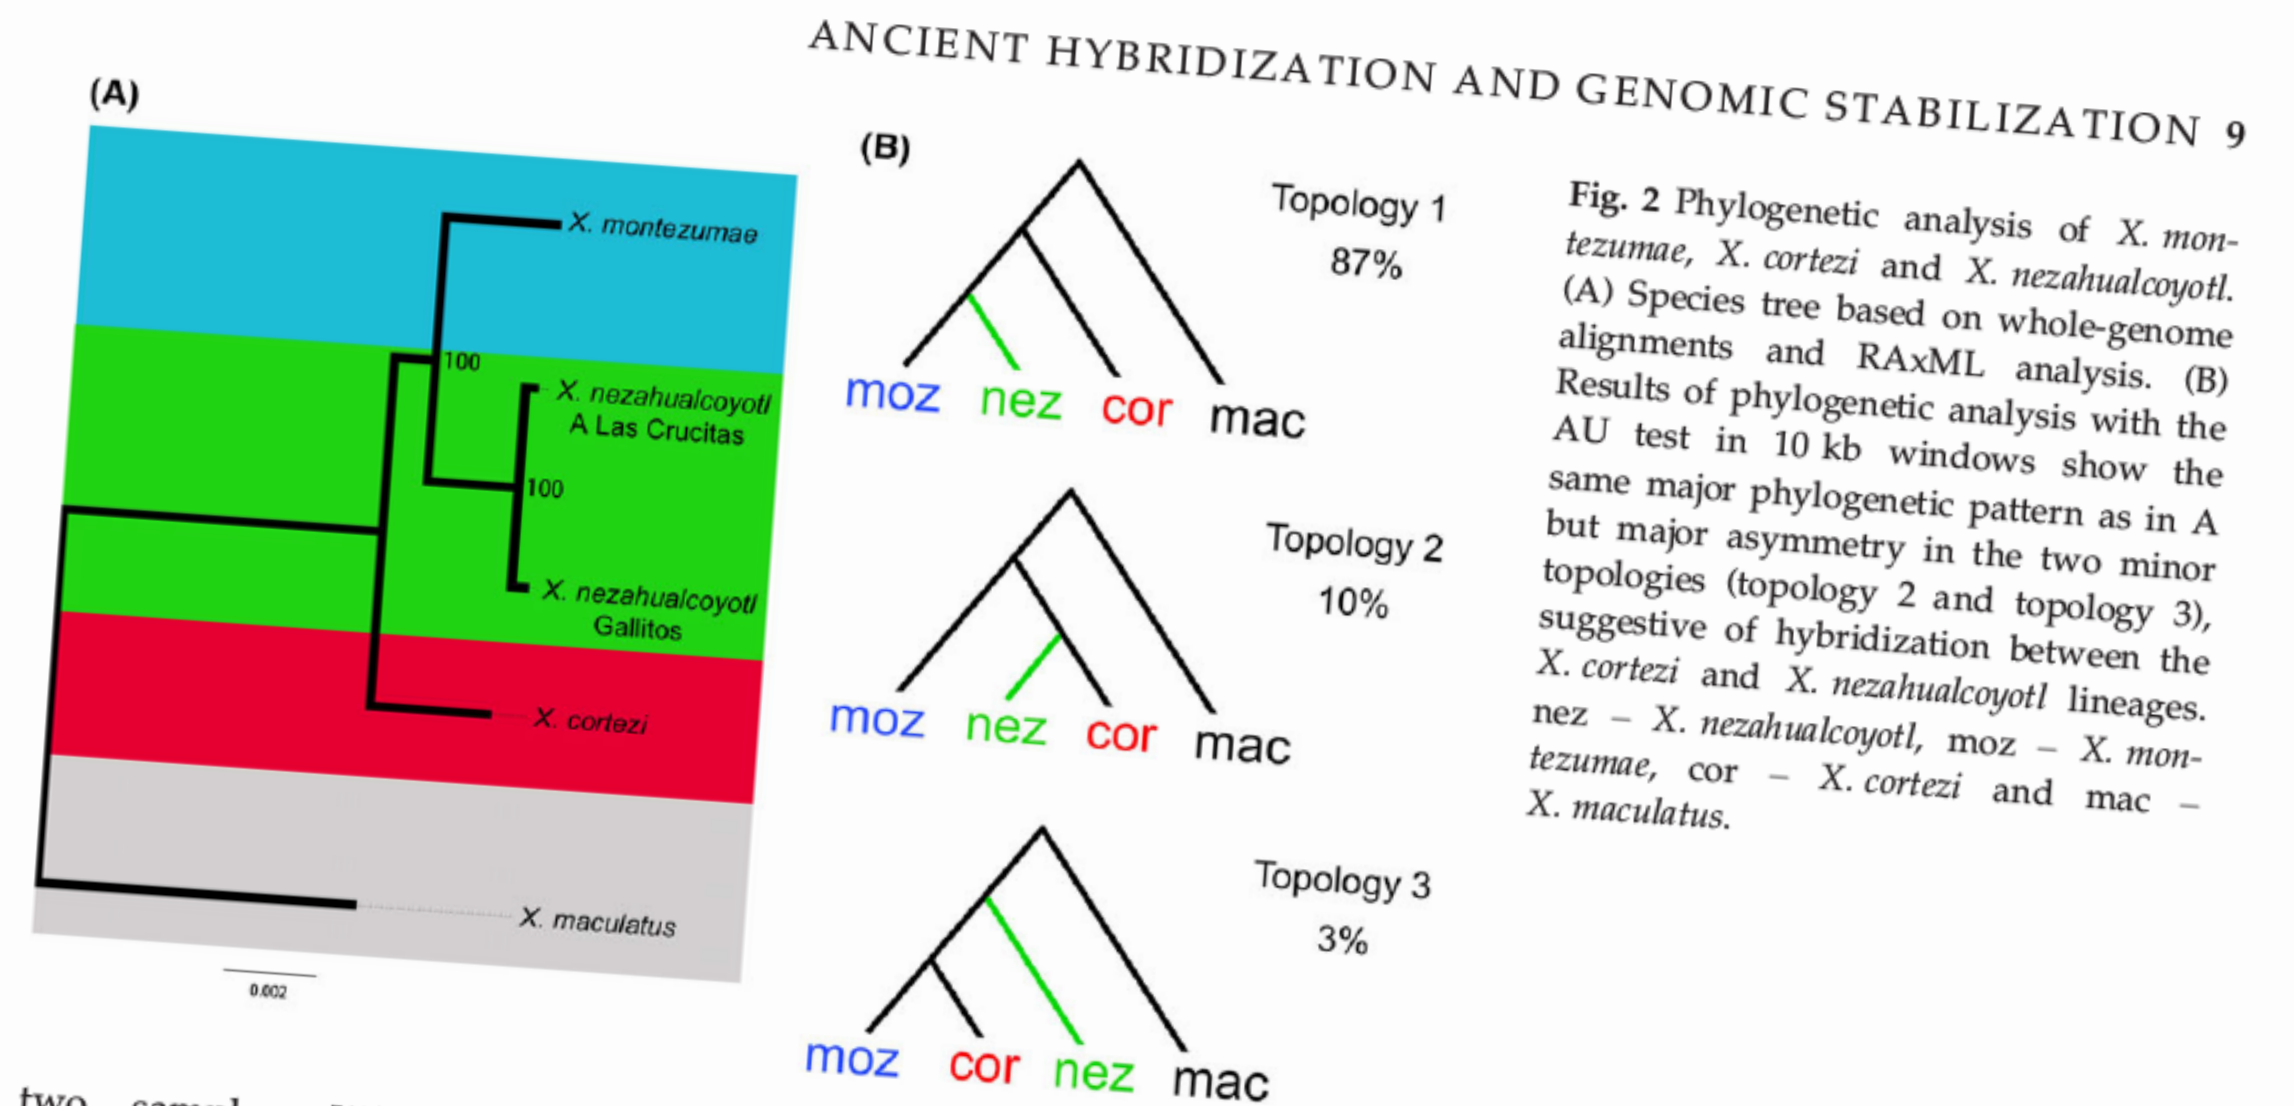 ANCIENT HYBRIDIZATION AND GENOMIC STABILIZATION 9
(A)
X. montezumae
100
X. nezahualcoyotl
A Las Crucitas
100
X. nezahualcoyotl
Gallitos
X. cortezi
X. maculatus
0.002
(B)
Topology 1
87%
moz nez cor mac
Topology 2
10%
moz nez cor mac
Topology 3
3%
moz cor nez mac
Fig. 2 Phylogenetic analysis of X. mon-
tezumae, X. cortezi and X. nezahualcoyotl.
(A) Species tree based on whole-genome
alignments and RAxML analysis. (B)
Results of phylogenetic analysis with the
AU test in 10 kb windows show the
same major phylogenetic pattern as in A
but major asymmetry in the two minor
topologies (topology 2 and topology 3),
suggestive of hybridization between the
X. cortezi and X. nezahualcoyotl lineages.
nez – X. nezahualcoyotl, moz – X. mon-
tezumae, cor – X. cortezi and mac –
X. maculatus.
two